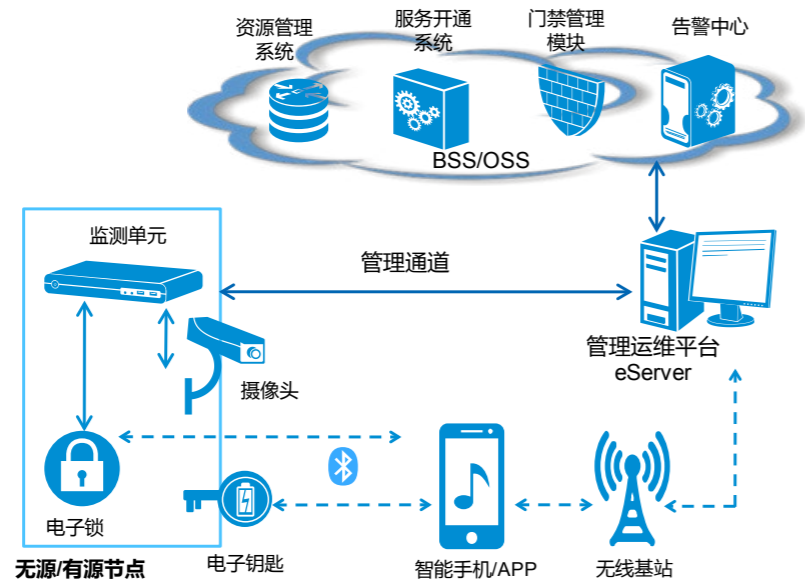 资源管理
系统
服务开通
系统
门禁管理
模块
告警中心
BSS/OSS
监测单元
管理通道
管理运维平台
eServer
摄像头
电子锁
无源/有源节点
电子钥匙
智能手机/APP
无线基站